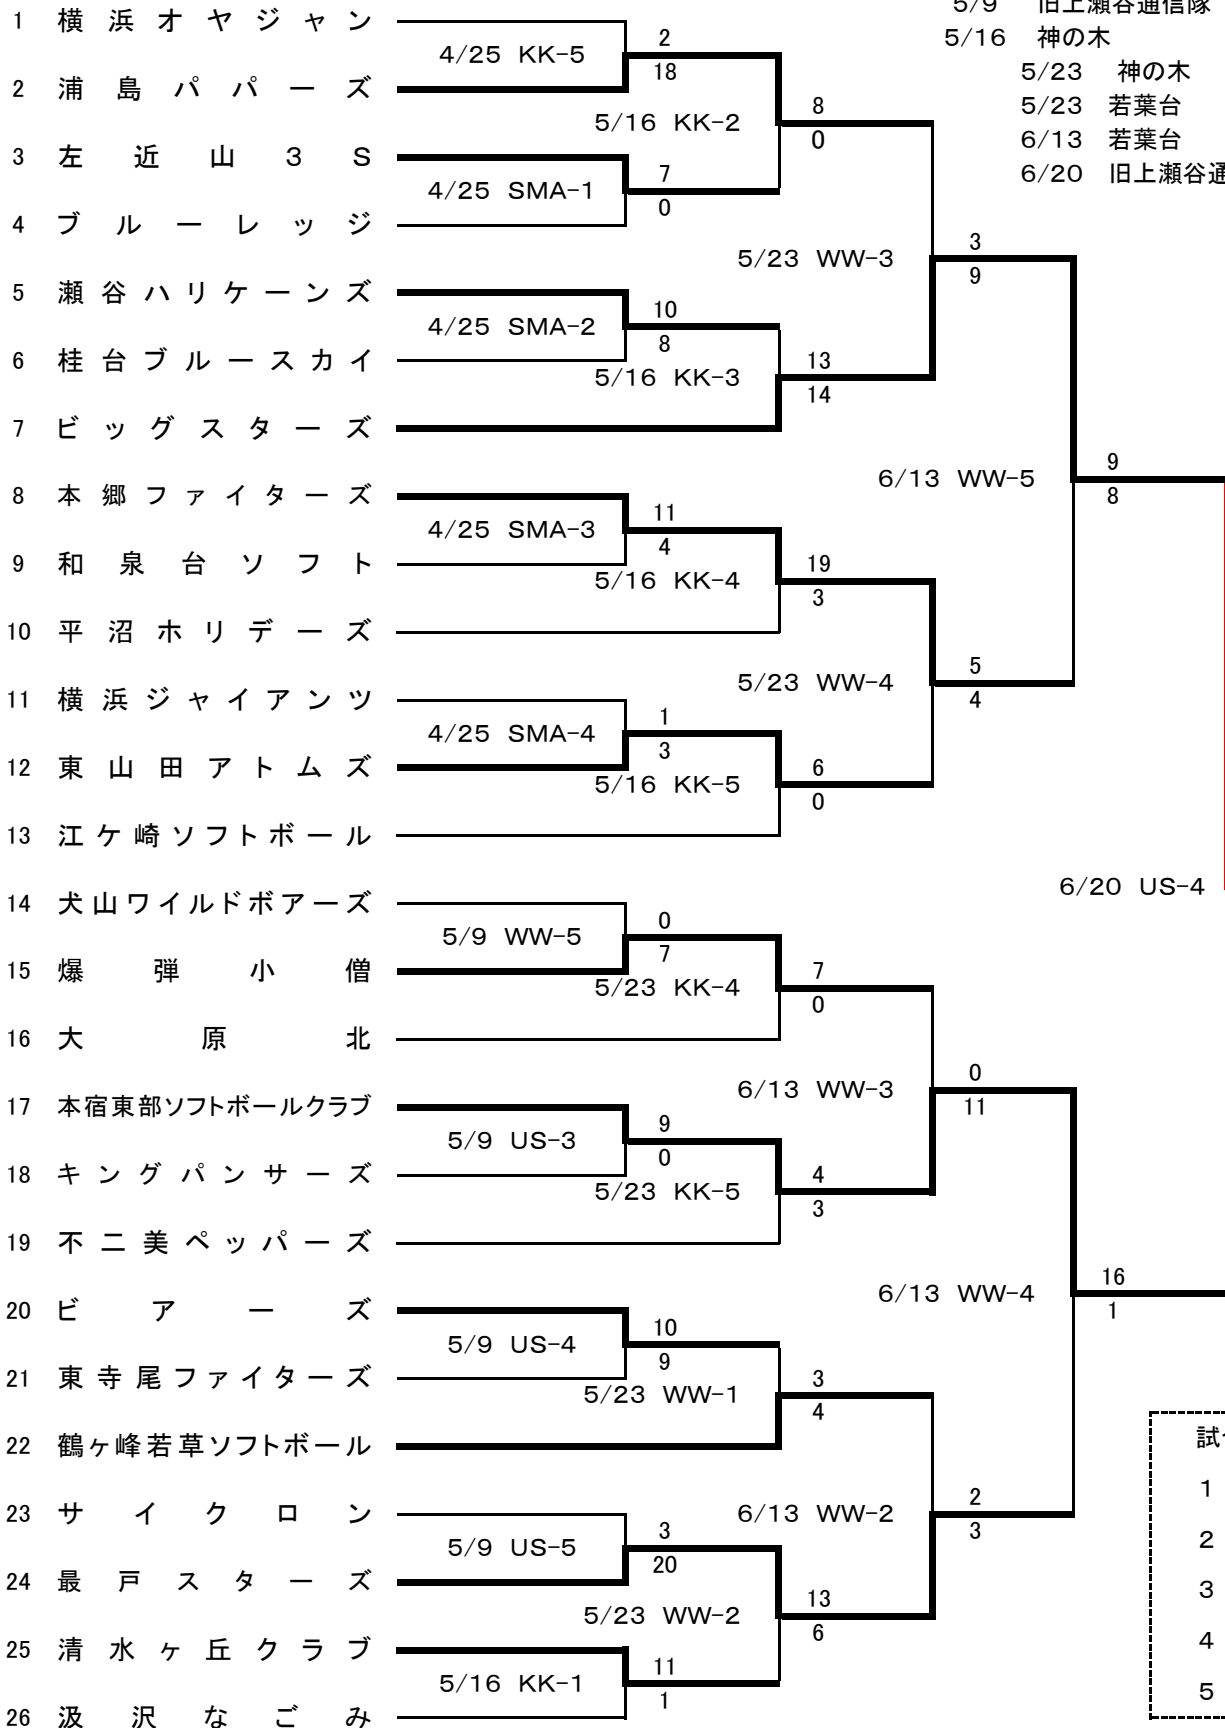 5/9 旧上瀬谷通信隊
1 横浜オヤジャン
2
4/25 KK-5
5/16 神の木
18
5/23 神の木
2 浦島パパーズ
5/23 若葉台
8
5/16 KK-2
0
6/13 若葉台
3 左近山3S
7
6/20 旧上瀬谷通
4/25 SMA-1
0
4 ブルーレッジ
3
5/23 WW-3
9
5 瀬谷ハリケーンズ
10
4/25 SMA-2
8
6 桂台ブルースカイ
13
5/16 KK-3
14
7 ビッグスターズ
9
6/13 WW-5
8
8 本郷ファイターズ
11
4/25 SMA-3
4
9 和泉台ソフト
19
5/16 KK-4
3
10 平沼ホリデーズ
5
5/23 WW-4
4
11 横浜ジャイアンツ
1
4/25 SMA-4
3
12 東山田アトムズ
6
5/16 KK-5
0
13 江ケ崎ソフトボール
6/20 US-4
14 犬山ワイルドボアーズ
0
5/9 WW-5
7
15 爆弾小僧
7
5/23 KK-4
0
16 大原北
0
6/13 WW-3
11
17 本宿東部ソフトボールクラブ
9
5/9 US-3
0
18 キングパンサーズ
4
5/23 KK-5
3
19 不二美ペッパーズ
16
6/13 WW-4
1
20 ビアーズ
10
5/9 US-4
9
21 東寺尾ファイターズ
3
5/23 WW-1
4
22 鶴ヶ峰若草ソフトボール
試
1
2
6/13 WW-2
3
23 サイクロン
3
5/9 US-5
20
2
24 最戸スターズ
3
13
5/23 WW-2
6
4
25 清水ヶ丘クラブ
11
5/16 KK-1
1
5
26 汲沢なごみ